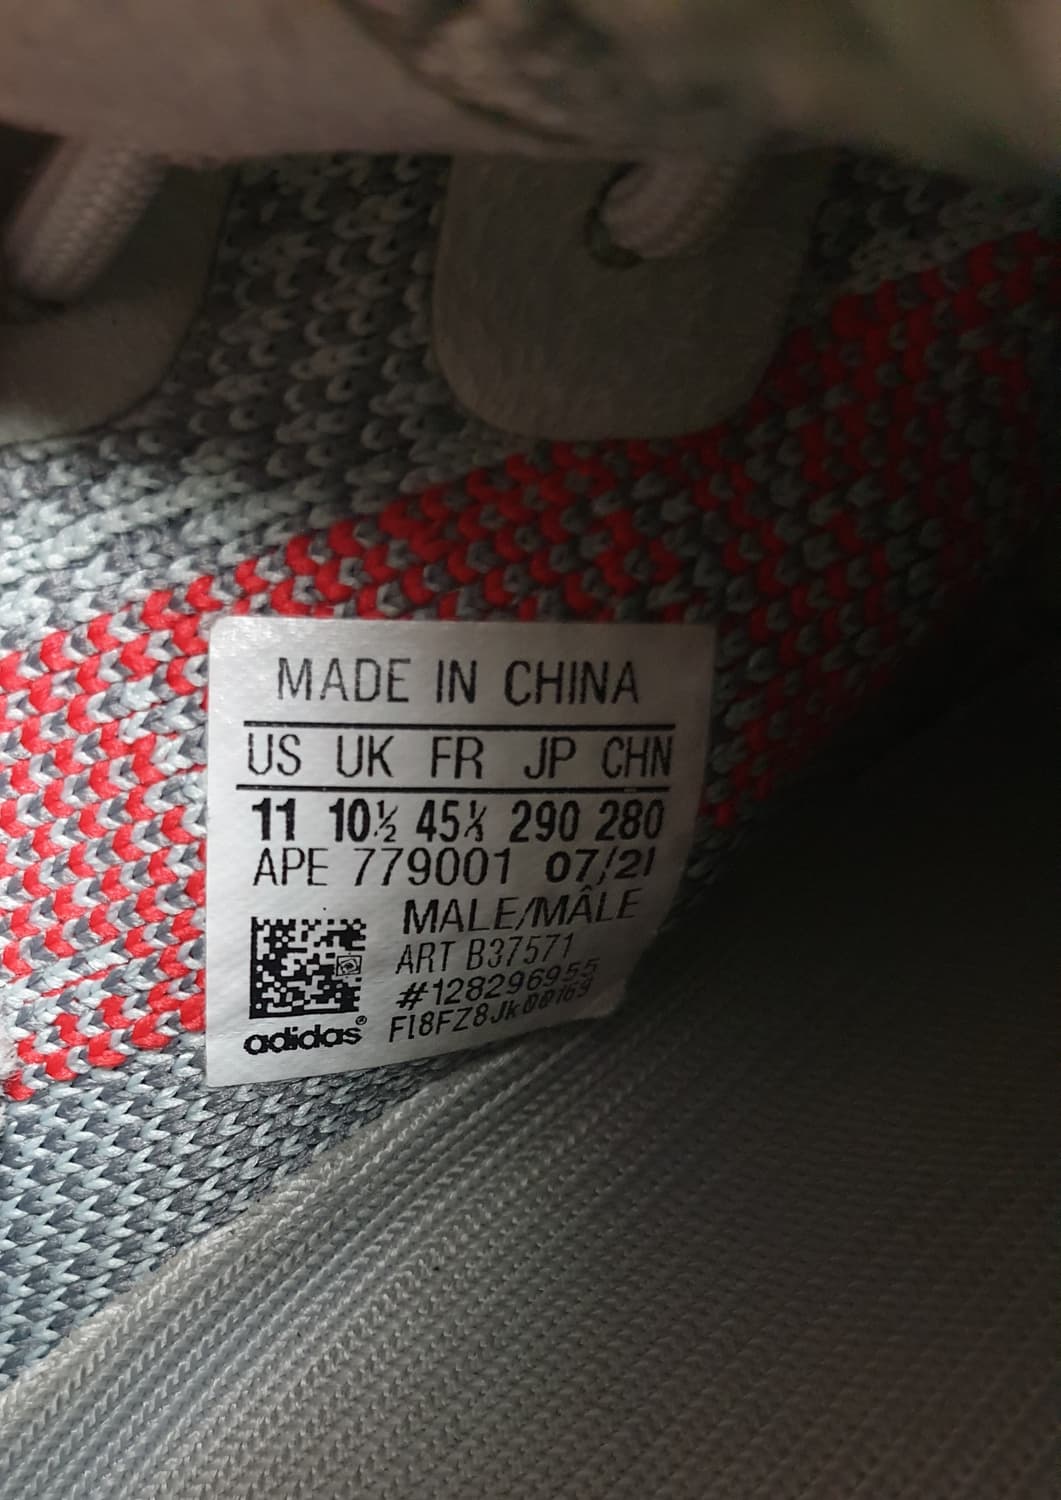 MADE IN CHINA
US UK FR JP CHN
11 10½ 45⅓ 290 280
APE 779001 07/21
MALE/MÂLE
ART B37571
#128296955
adidas®